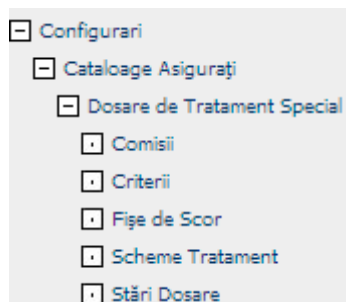 Configurari
Cataloage Asiguraţi
Dosare de Tratament Special
Comisii
Criterii
Fişe de Scor
Scheme Tratament
Stări Dosare